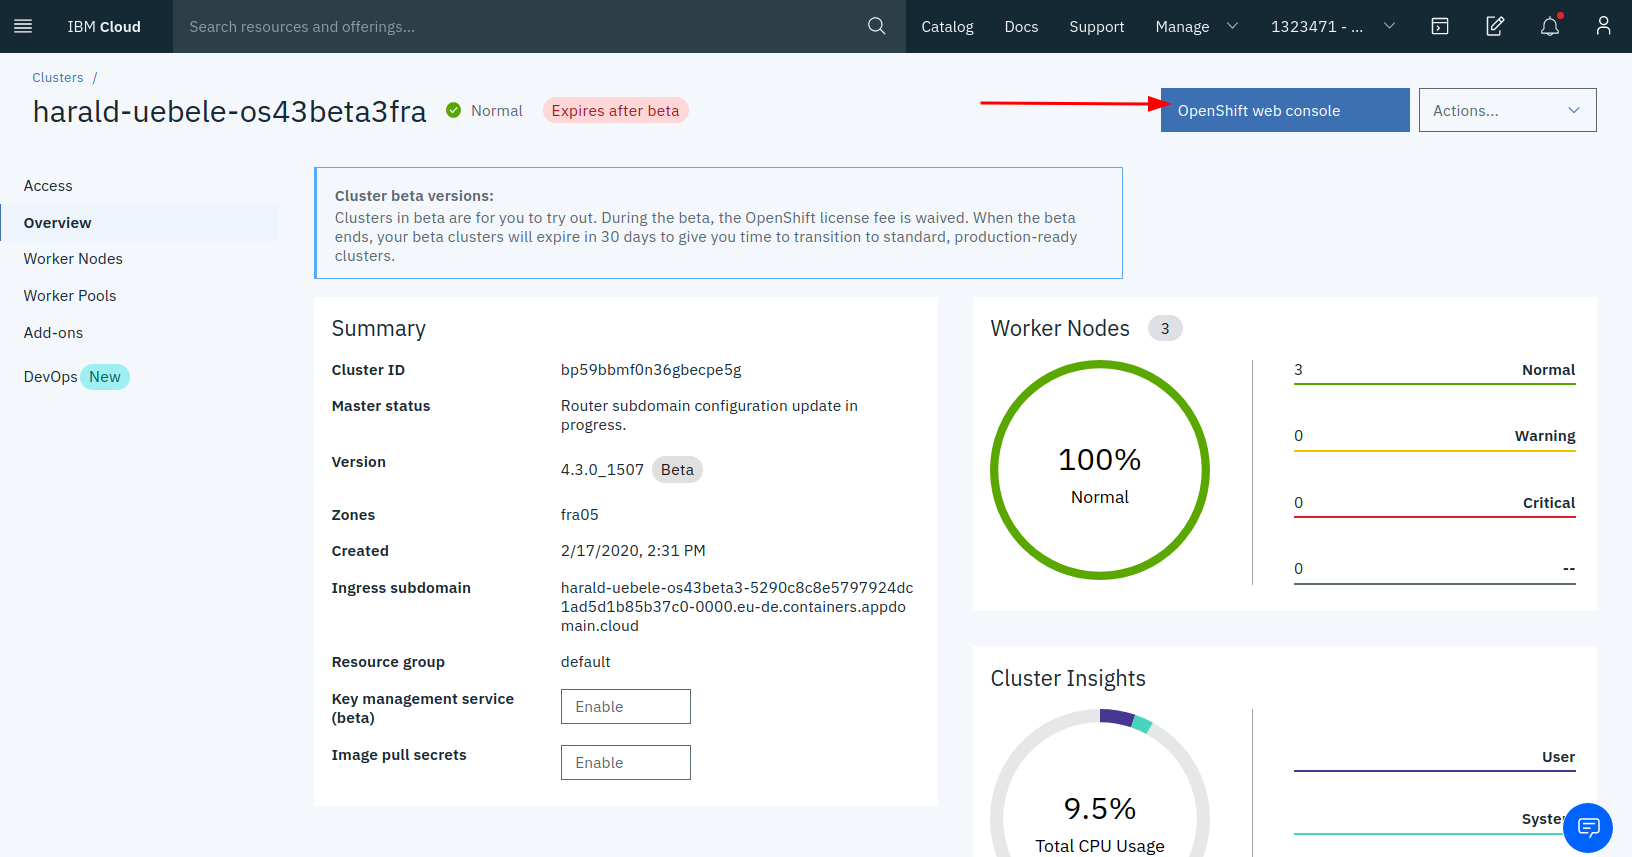 IBM Cloud
Search resources and offerings...
Catalog
Docs
Support
Manage
1323471 - ...
Clusters /
harald-uebele-os43beta3fra
Normal
Expires after beta
OpenShift web console
Actions...
Access
Overview
Worker Nodes
Worker Pools
Add-ons
DevOps New
Cluster beta versions:
Clusters in beta are for you to try out. During the beta, the OpenShift license fee is waived. When the beta
ends, your beta clusters will expire in 30 days to give you time to transition to standard, production-ready
clusters.
Summary
Cluster ID
bp59bbmf0n36gbecpe5g
Master status
Router subdomain configuration update in
progress.
Version
4.3.0_1507 Beta
Zones
fra05
Created
2/17/2020, 2:31 PM
Ingress subdomain
harald-uebele-os43beta3-5290c8c8e5797924dc
1ad5d1b85b37c0-0000.eu-de.containers.appdo
main.cloud
Resource group
default
Key management service
(beta)
Enable
Image pull secrets
Enable
Worker Nodes 3
100%
Normal
3 Normal
0 Warning
0 Critical
0 --
Cluster Insights
9.5%
Total CPU Usage
User